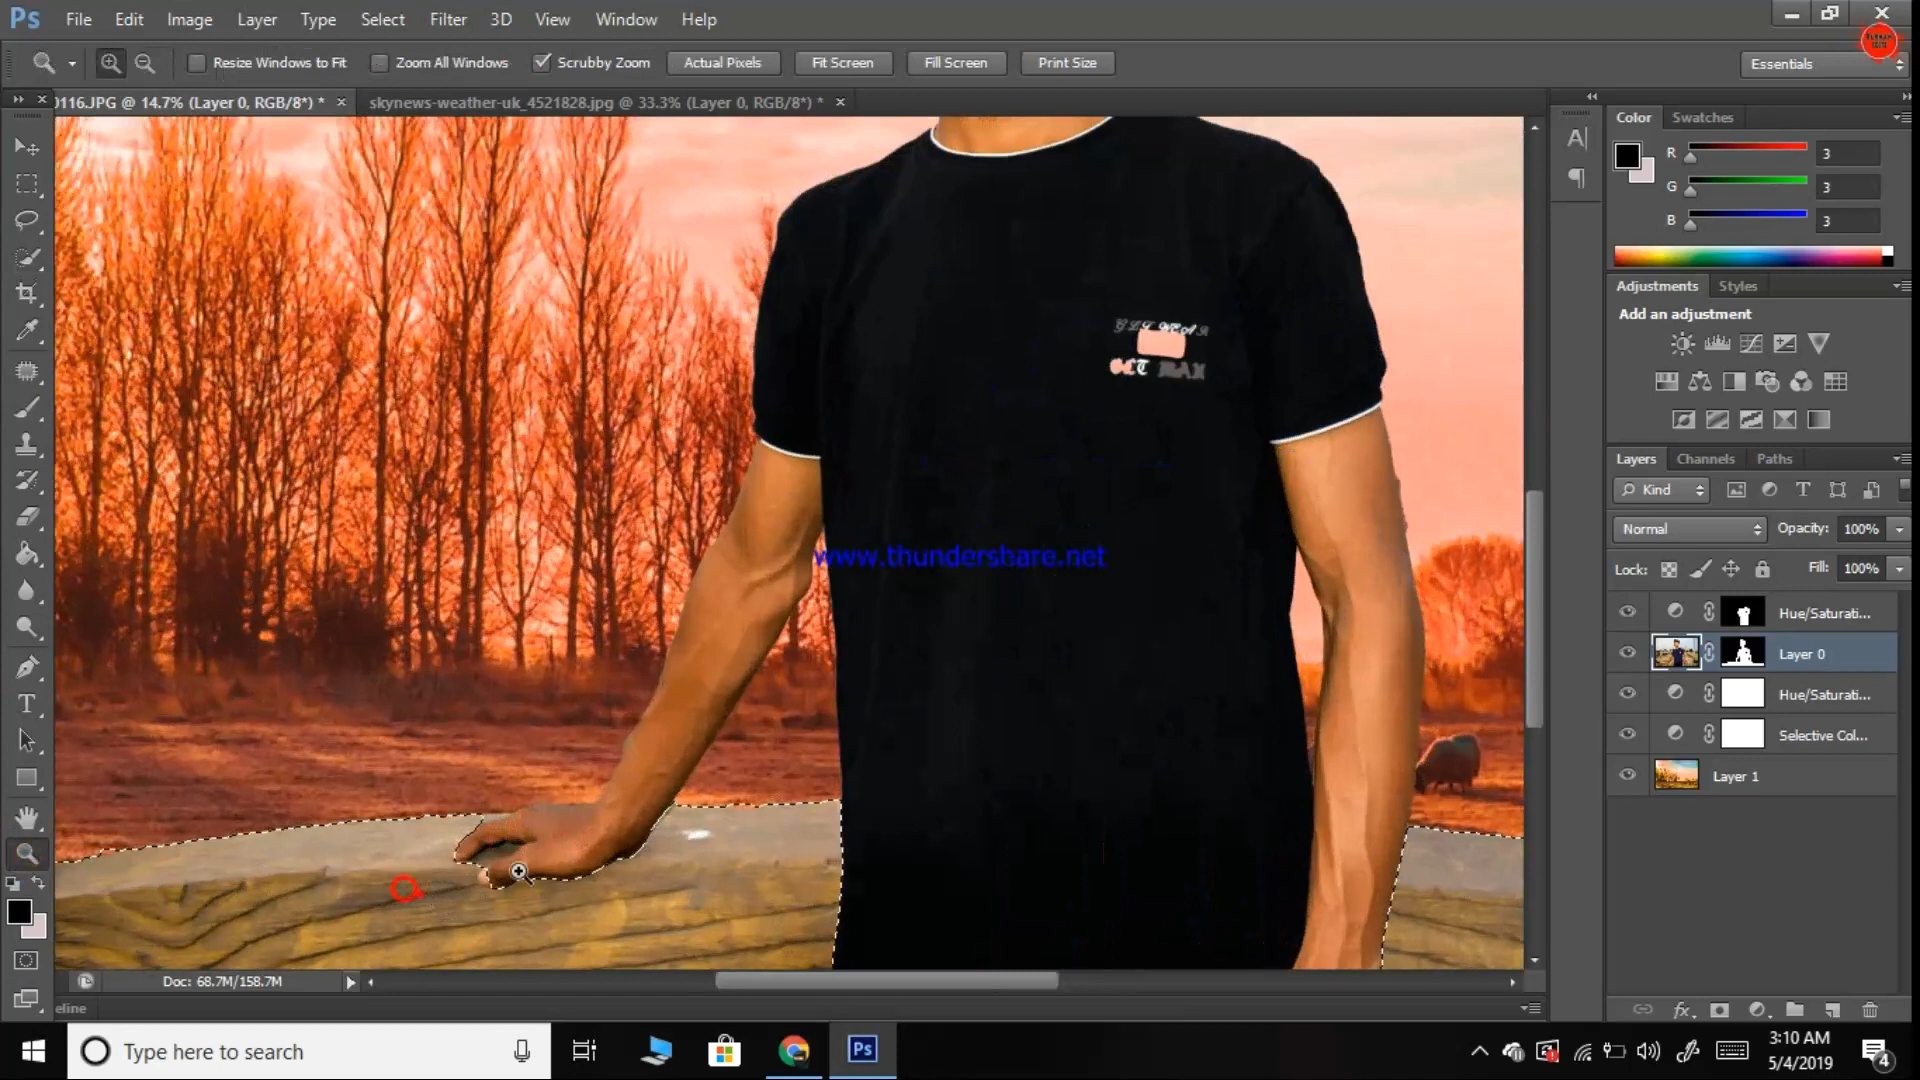 Ps File Edit Image Layer Type Select Filter 3D View Window Help
Resize Windows to Fit Zoom All Windows Scrubby Zoom Actual Pixels Fit Screen Fill Screen Print Size Essentials
0116.JPG @ 14.7% (Layer 0, RGB/8*) * skynews-weather-uk_4521828.jpg @ 33.3% (Layer 0, RGB/8*) *
Color Swatches
R 3
G 3
B 3
Adjustments Styles
Add an adjustment
OLT MAX
Layers Channels Paths
Kind
Normal Opacity: 100%
www.thundershare.net
Lock: Fill: 100%
Hue/Saturati...
Layer 0
Hue/Saturati...
Selective Col...
Layer 1
Doc: 68.7M/158.7M
eline
Type here to search
Ps
3:10 AM
5/4/2019
4